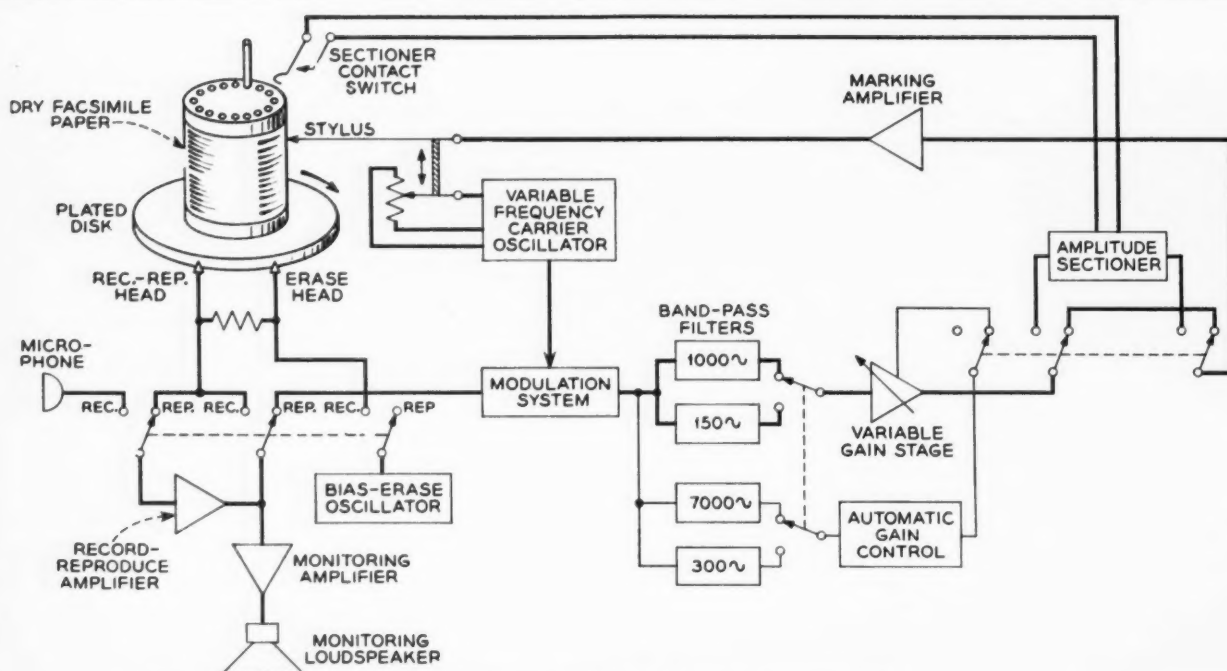 SECTIONER
CONTACT
SWITCH
DRY FACSIMILE
PAPER
STYLUS
MARKING
AMPLIFIER
PLATED
DISK
VARIABLE
FREQUENCY
CARRIER
OSCILLATOR
AMPLITUDE
SECTIONER
REC.-REP.
HEAD
ERASE
HEAD
BAND-PASS
FILTERS
MICRO-
PHONE
1000~
MODULATION
SYSTEM
REC.
REP.
REC.
REP.
REC.
REP
150~
VARIABLE
GAIN STAGE
BIAS-ERASE
OSCILLATOR
7000~
AUTOMATIC
GAIN
CONTROL
RECORD-
REPRODUCE
AMPLIFIER
MONITORING
AMPLIFIER
300~
MONITORING
LOUDSPEAKER